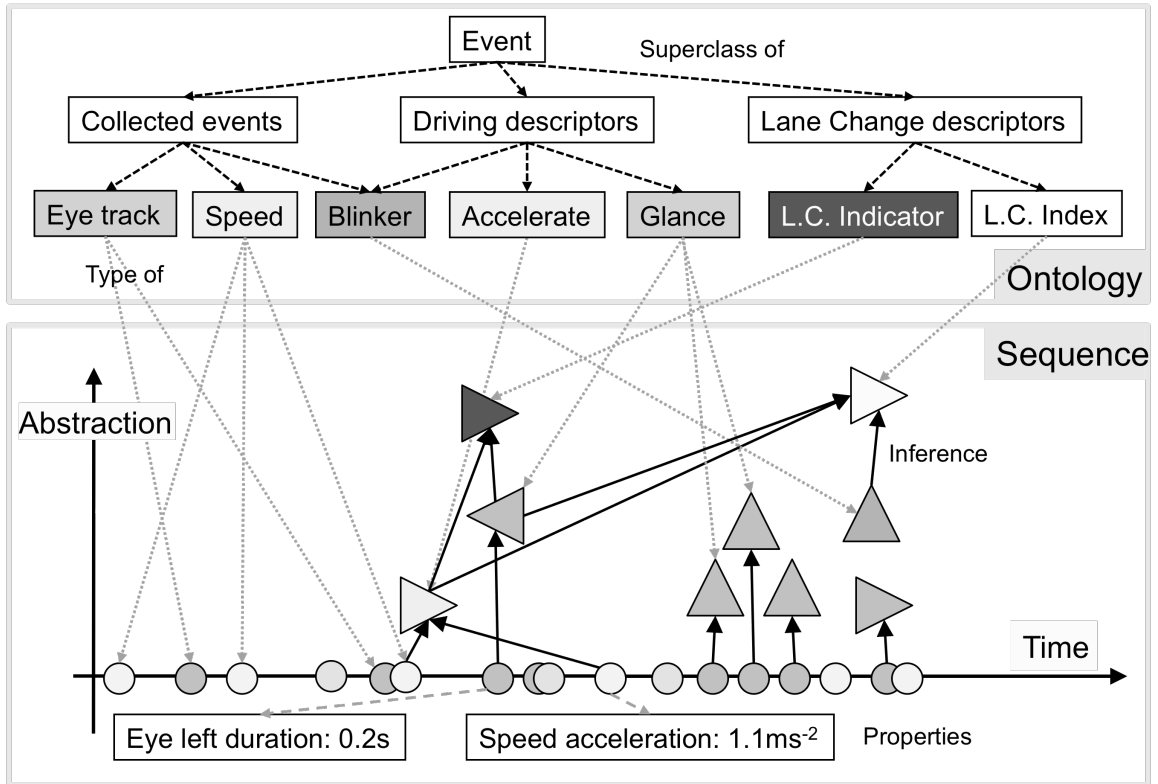 Event
Superclass of
Collected events
Driving descriptors
Lane Change descriptors
Eye track
Speed
Blinker
Accelerate
Glance
L.C. Indicator
L.C. Index
Type of
Ontology
Sequence
Abstraction
Inference
Time
Eye left duration: 0.2s
Speed acceleration: 1.1ms-2
Properties